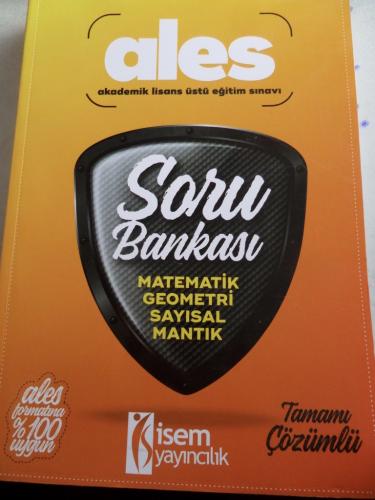 ales
akademik lisans üstü eğitim sınavı
Soru
Bankası
MATEMATİK
GEOMETRİ
SAYISAL
MANTIK
ales
formatına
%100
uygun
isem
yayıncılık
Tamamı
Çözümlü